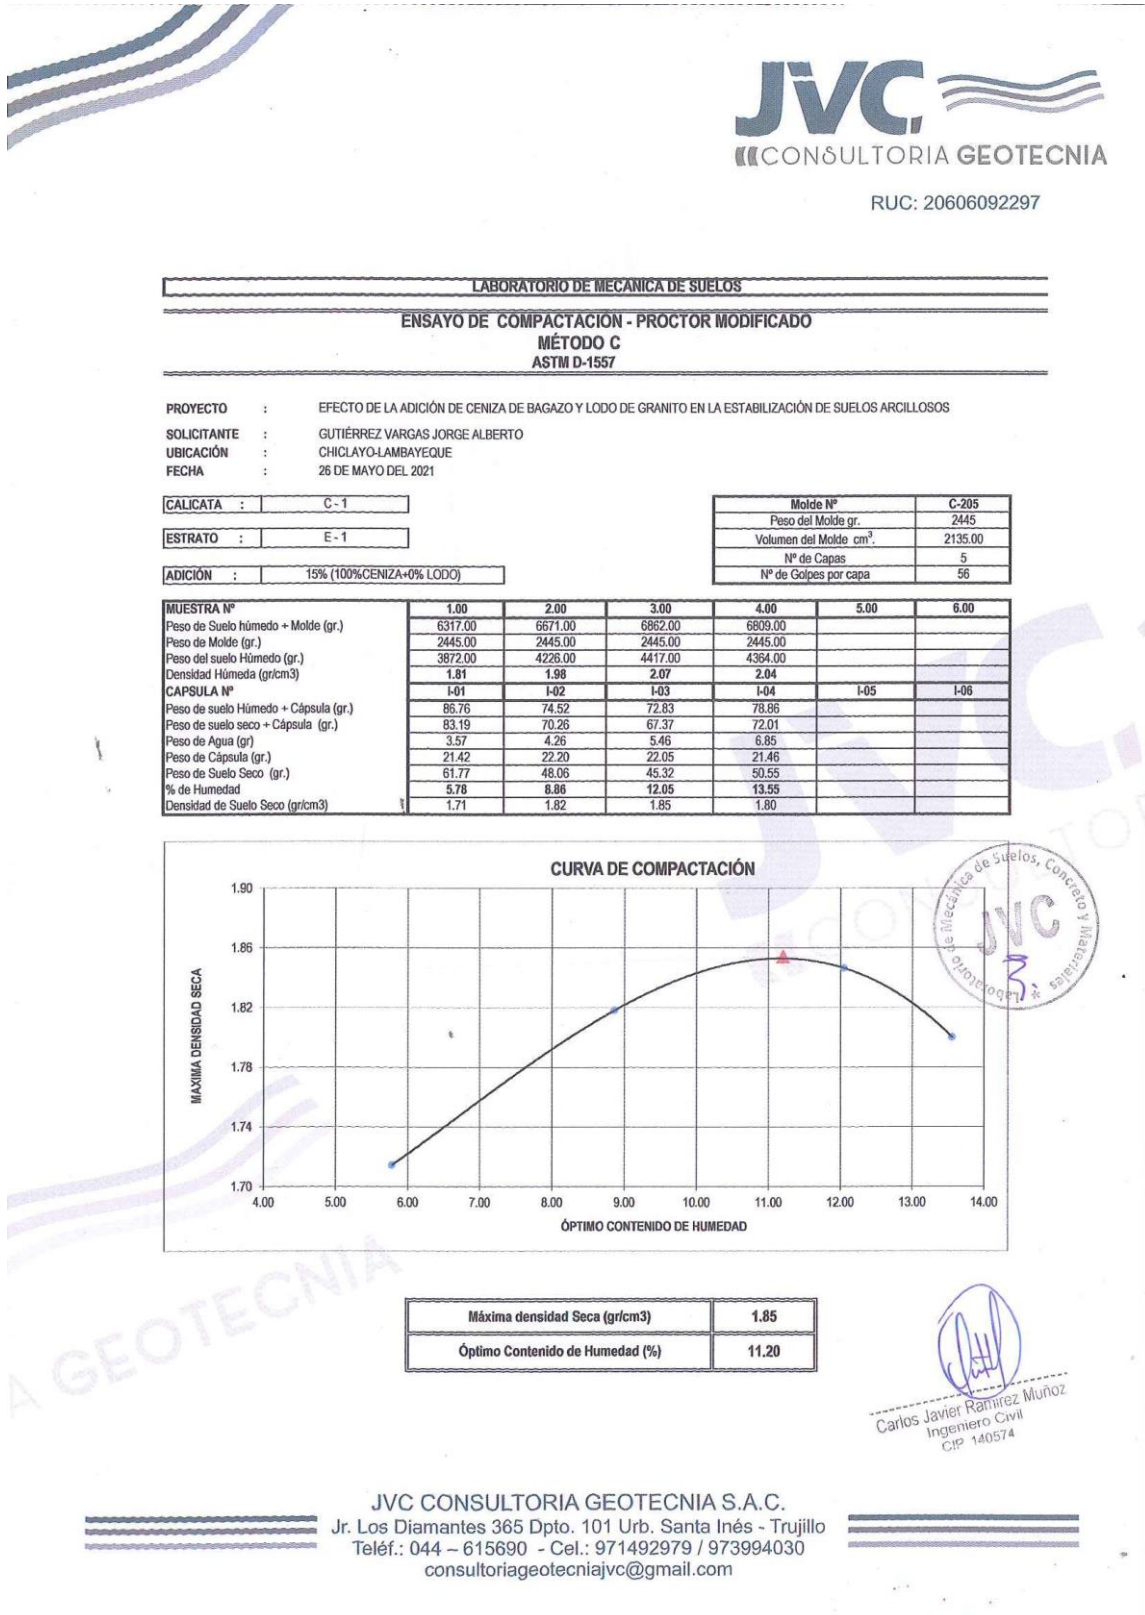 JVC
CONSULTORIA GEOTECNIA
RUC: 20606092297
LABORATORIO DE MECANICA DE SUELOS
ENSAYO DE COMPACTACIÓN - PROCTOR MODIFICADO
MÉTODO C
ASTM D-1557
PROYECTO : EFECTO DE LA ADICIÓN DE CENIZA DE BAGAZO Y LODO DE GRANITO EN LA ESTABILIZACIÓN DE SUELOS ARCILLOSOS
SOLICITANTE : GUTIÉRREZ VARGAS JORGE ALBERTO
UBICACIÓN : CHICLAYO-LAMBAYEQUE
FECHA : 26 DE MAYO DEL 2021
CALICATA : C - 1
ESTRATO : E - 1
ADICIÓN : 15% (100%CENIZA+0% LODO)
Molde Nº C-205
Peso del Molde gr. 2445
Volumen del Molde cm³. 2135.00
Nº de Capas 5
Nº de Golpes por capa 56
MUESTRA Nº 1.00 2.00 3.00 4.00 5.00 6.00
Peso de Suelo húmedo + Molde (gr.) 6317.00 6671.00 6862.00 6809.00
Peso de Molde (gr.) 2445.00 2445.00 2445.00 2445.00
Peso del suelo Húmedo (gr.) 3872.00 4226.00 4417.00 4364.00
Densidad Húmeda (gr/cm3) 1.81 1.98 2.07 2.04
CAPSULA Nº I-01 I-02 I-03 I-04 I-05 I-06
Peso de suelo Húmedo + Cápsula (gr.) 86.76 74.52 72.83 78.86
Peso de suelo seco + Cápsula (gr.) 83.19 70.26 67.37 72.01
Peso de Agua (gr) 3.57 4.26 5.46 6.85
Peso de Cápsula (gr.) 21.42 22.20 22.05 21.46
Peso de Suelo Seco (gr.) 61.77 48.06 45.32 50.55
% de Humedad 5.78 8.86 12.05 13.55
Densidad de Suelo Seco (gr/cm3) 1.71 1.82 1.85 1.80
CURVA DE COMPACTACIÓN
MAXIMA DENSIDAD SECA
1.90
1.86
1.82
1.78
1.74
1.70
4.00 5.00 6.00 7.00 8.00 9.00 10.00 11.00 12.00 13.00 14.00
ÓPTIMO CONTENIDO DE HUMEDAD
Laboratorio de Mecánica de Suelos, Concreto y Materiales *
JVC
Máxima densidad Seca (gr/cm3) 1.85
Óptimo Contenido de Humedad (%) 11.20
Carlos Javier Ramirez Muñoz
Ingeniero Civil
CIP 140574
A GEOTECNIA
JVC CONSULTORIA GEOTECNIA S.A.C.
Jr. Los Diamantes 365 Dpto. 101 Urb. Santa Inés - Trujillo
Teléf.: 044 – 615690 - Cel.: 971492979 / 973994030
consultoriageotecniajvc@gmail.com